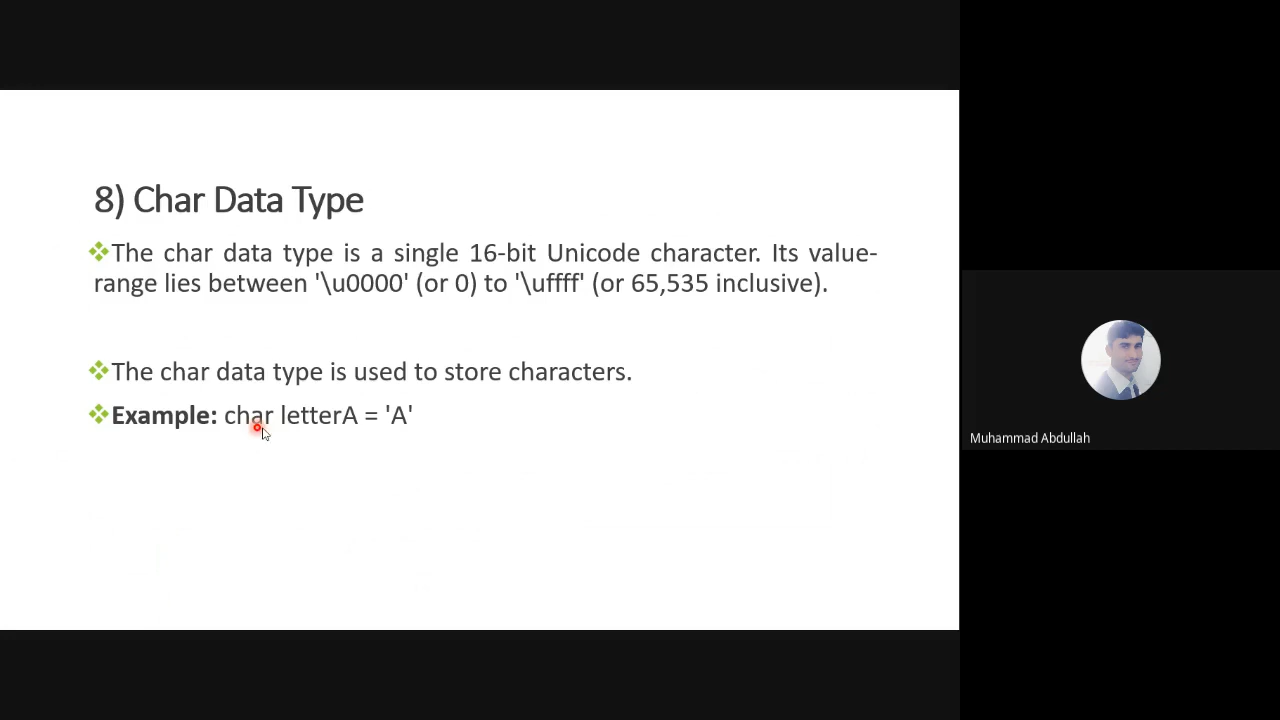 8) Char Data Type
The char data type is a single 16-bit Unicode character. Its value-
range lies between '\u0000' (or 0) to '\uffff' (or 65,535 inclusive).
The char data type is used to store characters.
Example: char letterA = 'A'
Muhammad Abdullah